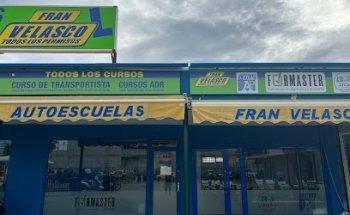 FRAN
VELASCO
TODOS LOS PERMISOS
TODOS LOS CURSOS
CURSO DE TRANSPORTISTA CURSOS ADR
FRAN
VELASCO
FORMASTER
AUTOESCUELAS
FRAN VELASCO
FORMASTER